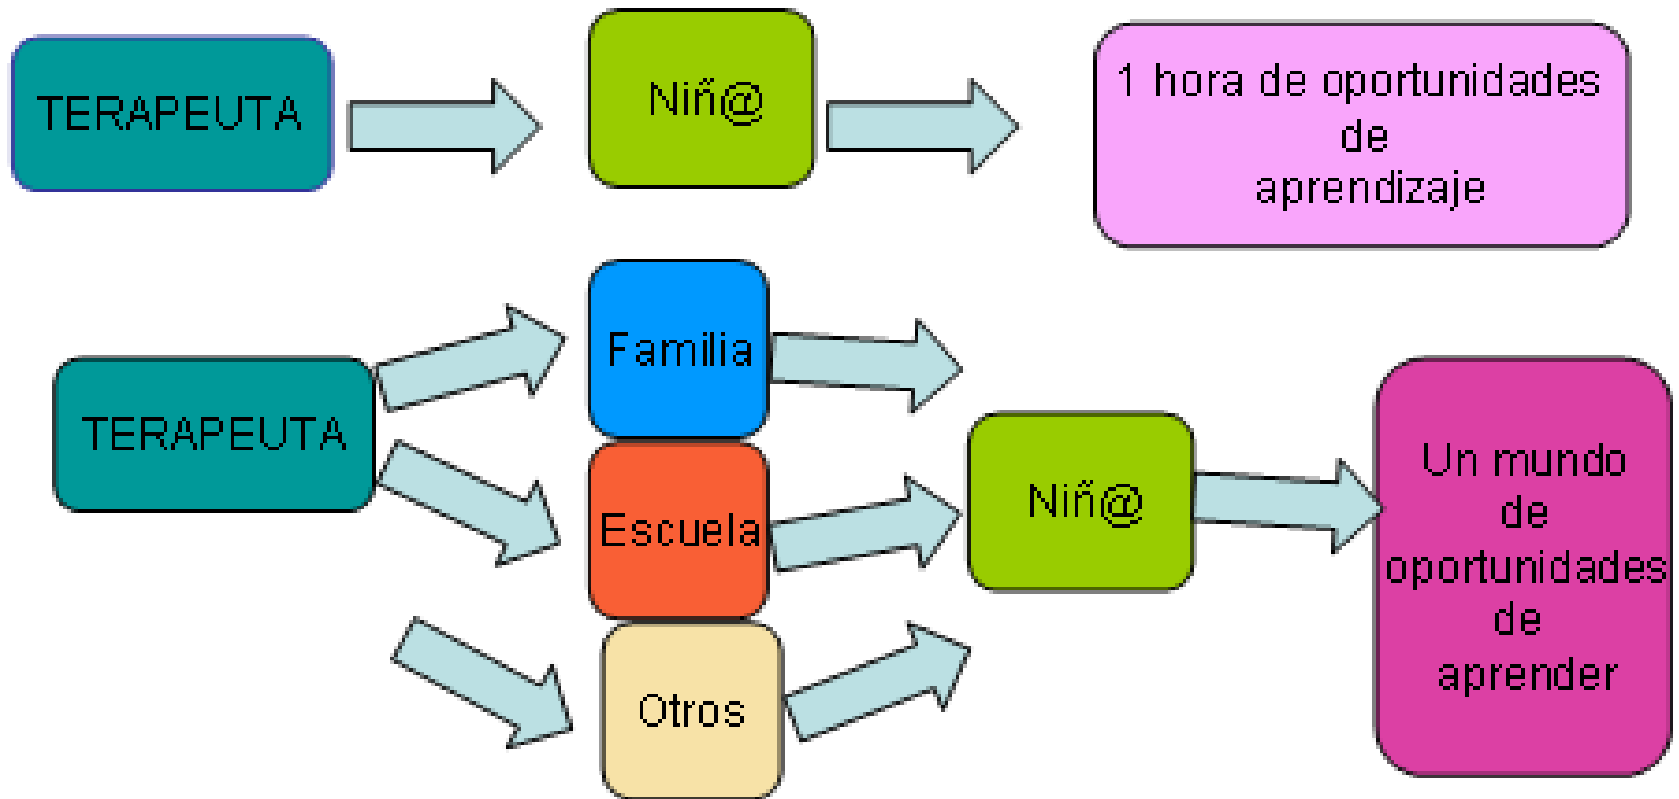 TERAPEUTA
Niñ@
1 hora de oportunidades
de
aprendizaje
TERAPEUTA
Familia
Escuela
Otros
Niñ@
Un mundo
de
oportunidades
de
aprender